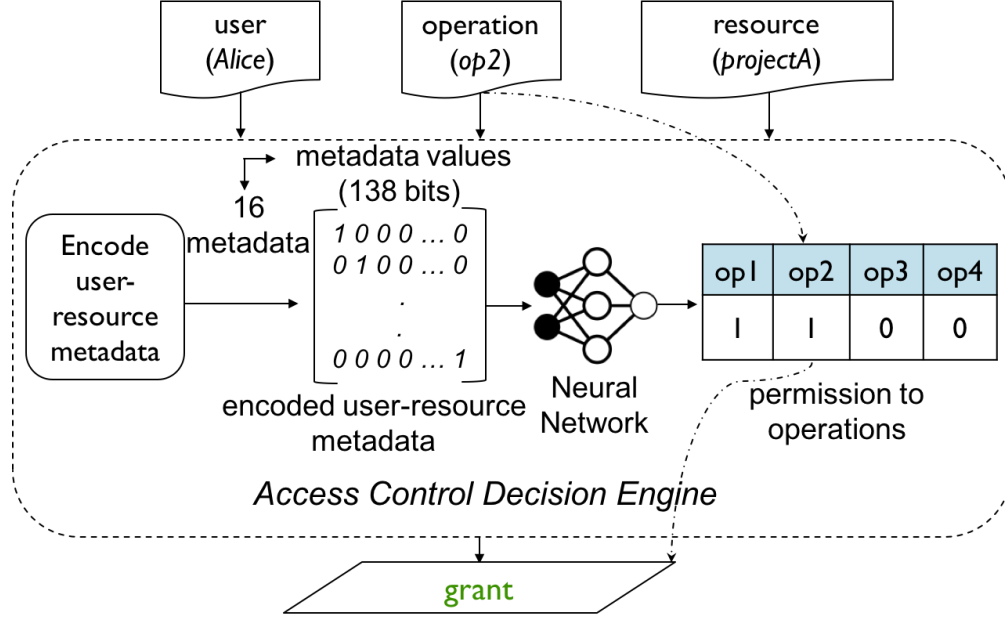 user
(Alice)
operation
(op2)
resource
(projectA)
metadata values
(138 bits)
16
metadata
Encode
user-
resource
metadata
1 0 0 0 ... 0
0 1 0 0 ... 0
.
.
0 0 0 0 ... 1
encoded user-resource
metadata
Neural
Network
op1 op2 op3 op4
1 1 0 0
permission to
operations
Access Control Decision Engine
grant